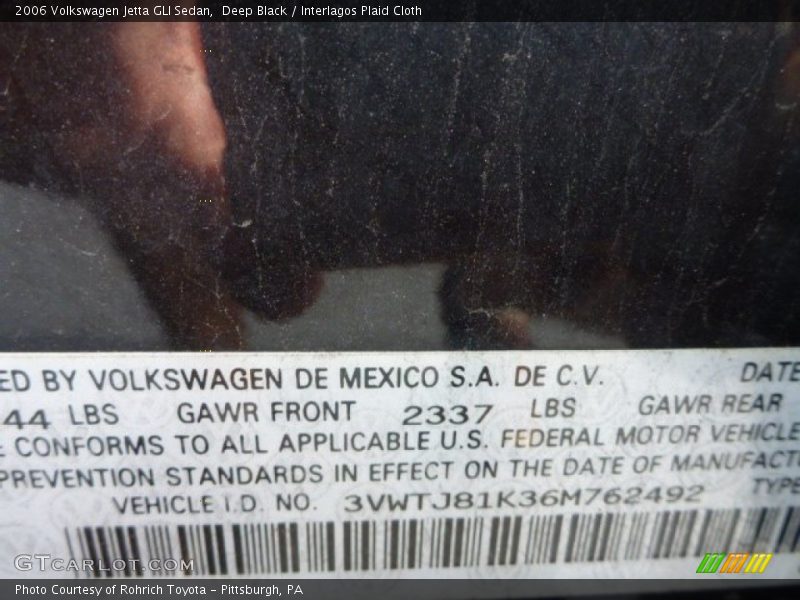 2006 Volkswagen Jetta GLI Sedan,  Deep Black / Interlagos Plaid Cloth
ED BY VOLKSWAGEN DE MEXICO S.A. DE C.V. DATE
44 LBS GAWR FRONT 2337 LBS GAWR REAR
E CONFORMS TO ALL APPLICABLE U.S. FEDERAL MOTOR VEHICLE
PREVENTION STANDARDS IN EFFECT ON THE DATE OF MANUFACT
VEHICLE I.D. NO. 3VWTJ81K36M762492 TYPE
GTCARLOT.COM
Photo Courtesy of Rohrich Toyota - Pittsburgh, PA